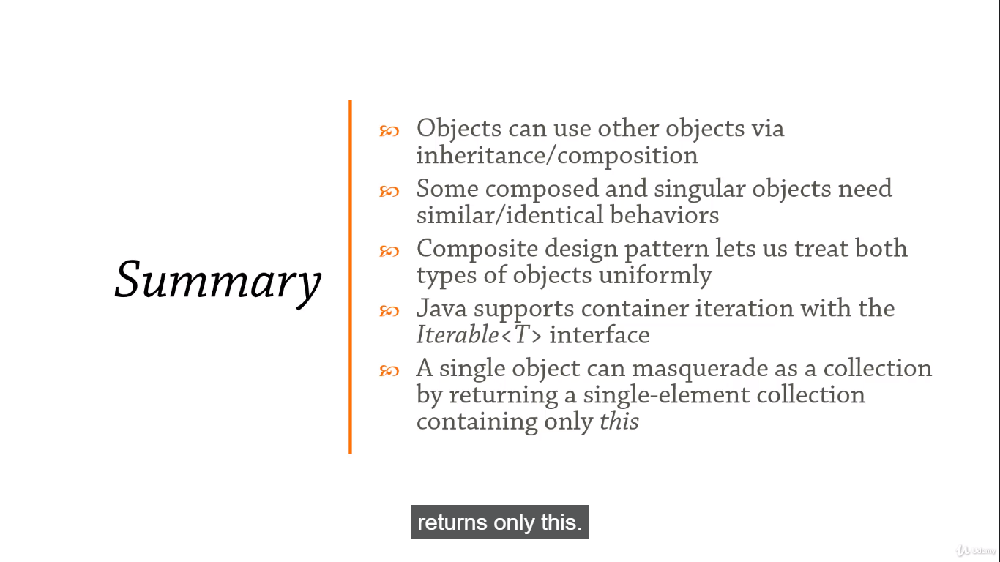 Summary
Objects can use other objects via
inheritance/composition
Some composed and singular objects need
similar/identical behaviors
Composite design pattern lets us treat both
types of objects uniformly
Java supports container iteration with the
Iterable<T> interface
A single object can masquerade as a collection
by returning a single-element collection
containing only this
returns only this.
Udemy